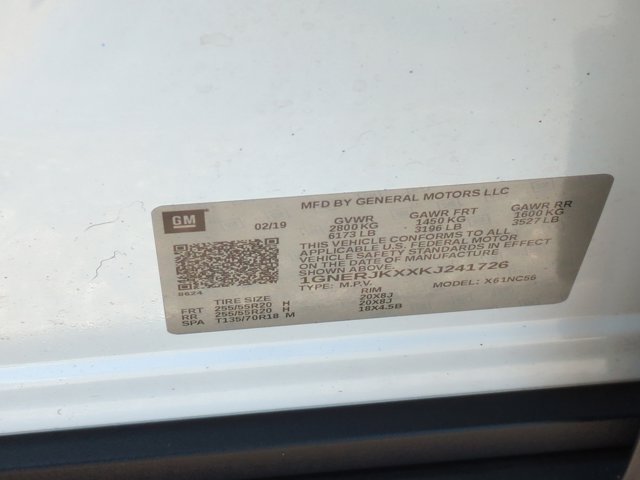 MFD BY GENERAL MOTORS LLC
GM
02/19
GVWR GAWR FRT GAWR RR
2800 KG 1450 KG 1600 KG
6173 LB 3196 LB 3527 LB
THIS VEHICLE CONFORMS TO ALL
APPLICABLE U.S. FEDERAL MOTOR
VEHICLE SAFETY STANDARDS IN EFFECT
ON THE DATE OF MANUFACTURE
SHOWN ABOVE.
1GNERJKXXKJ241726
TYPE: M.P.V. MODEL: X61NC56
8624
TIRE SIZE RIM
FRT 255/55R20 H 20X8J
RR 255/55R20 H 20X8J
SPA T135/70R18 M 18X4.5B